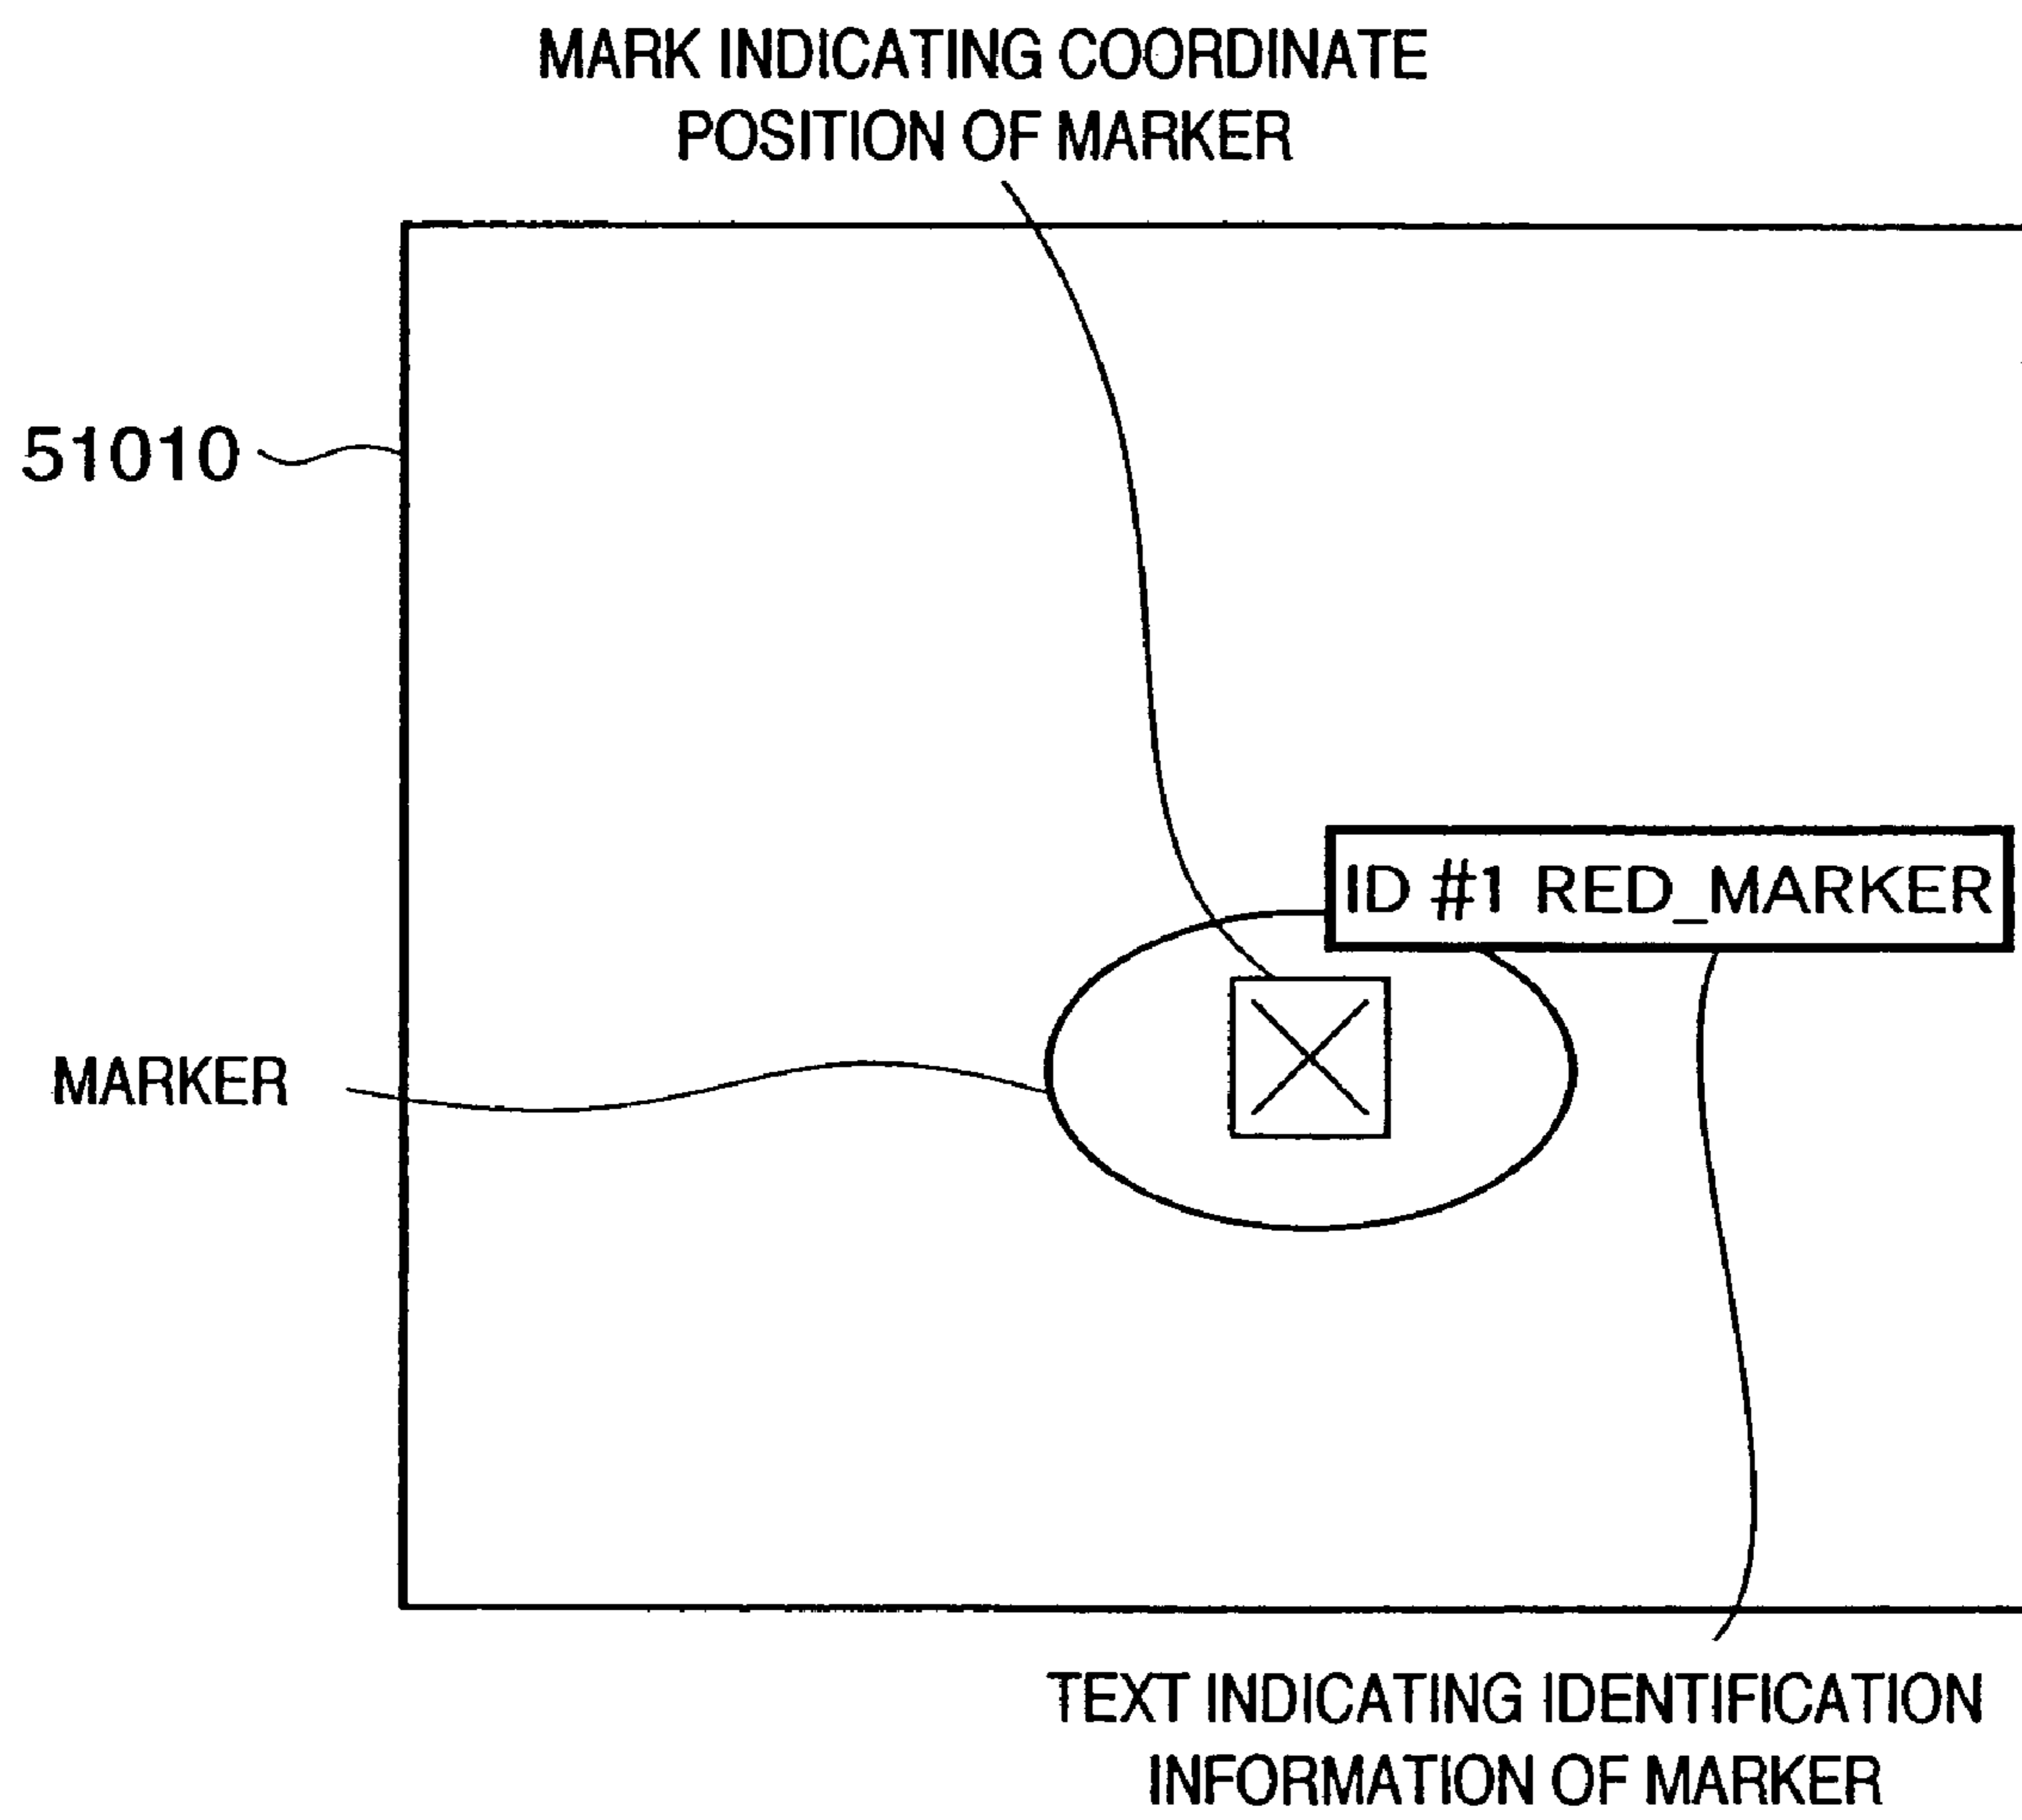 MARK INDICATING COORDINATE
POSITION OF MARKER
51010
ID #1 RED_MARKER
MARKER
TEXT INDICATING IDENTIFICATION
INFORMATION OF MARKER